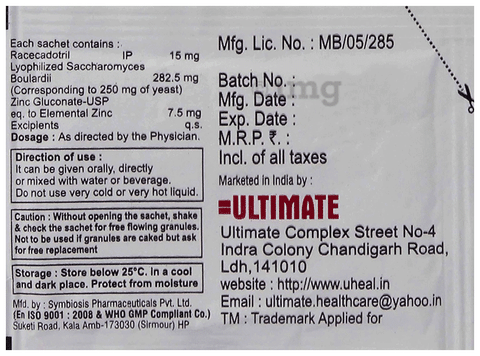 Each sachet contains :
Racecadotril IP 15 mg
Lyophilized Saccharomyces
Boulardii 282.5 mg
(Corresponding to 250 mg of yeast)
Zinc Gluconate-USP
eq. to Elemental Zinc 7.5 mg
Excipients q.s.
Dosage : As directed by the Physician.
Direction of use :
It can be given orally, directly
or mixed with water or beverage.
Do not use very cold or very hot liquid.
Caution : Without opening the sachet, shake
& check the sachet for free flowing granules.
Not to be used if granules are caked but ask
for free replacement
Storage : Store below 25°C. In a cool
and dark place. Protect from moisture
Mfd. by : Symbiosis Pharmaceuticals Pvt. Ltd.
(En ISO 9001 : 2008 & WHO GMP Compliant Co.)
Suketi Road, Kala Amb-173030 (Sirmour) HP
Mfg. Lic. No. : MB/05/285
Batch No. :
Mfg. Date :
Exp. Date :
M.R.P. ₹. :
Incl. of all taxes
Marketed in India by :
ULTIMATE
Ultimate Complex Street No-4
Indra Colony Chandigarh Road,
Ldh,141010
website : http://www.uheal.in
Email : ultimate.healthcare@yahoo.in
TM : Trademark Applied for